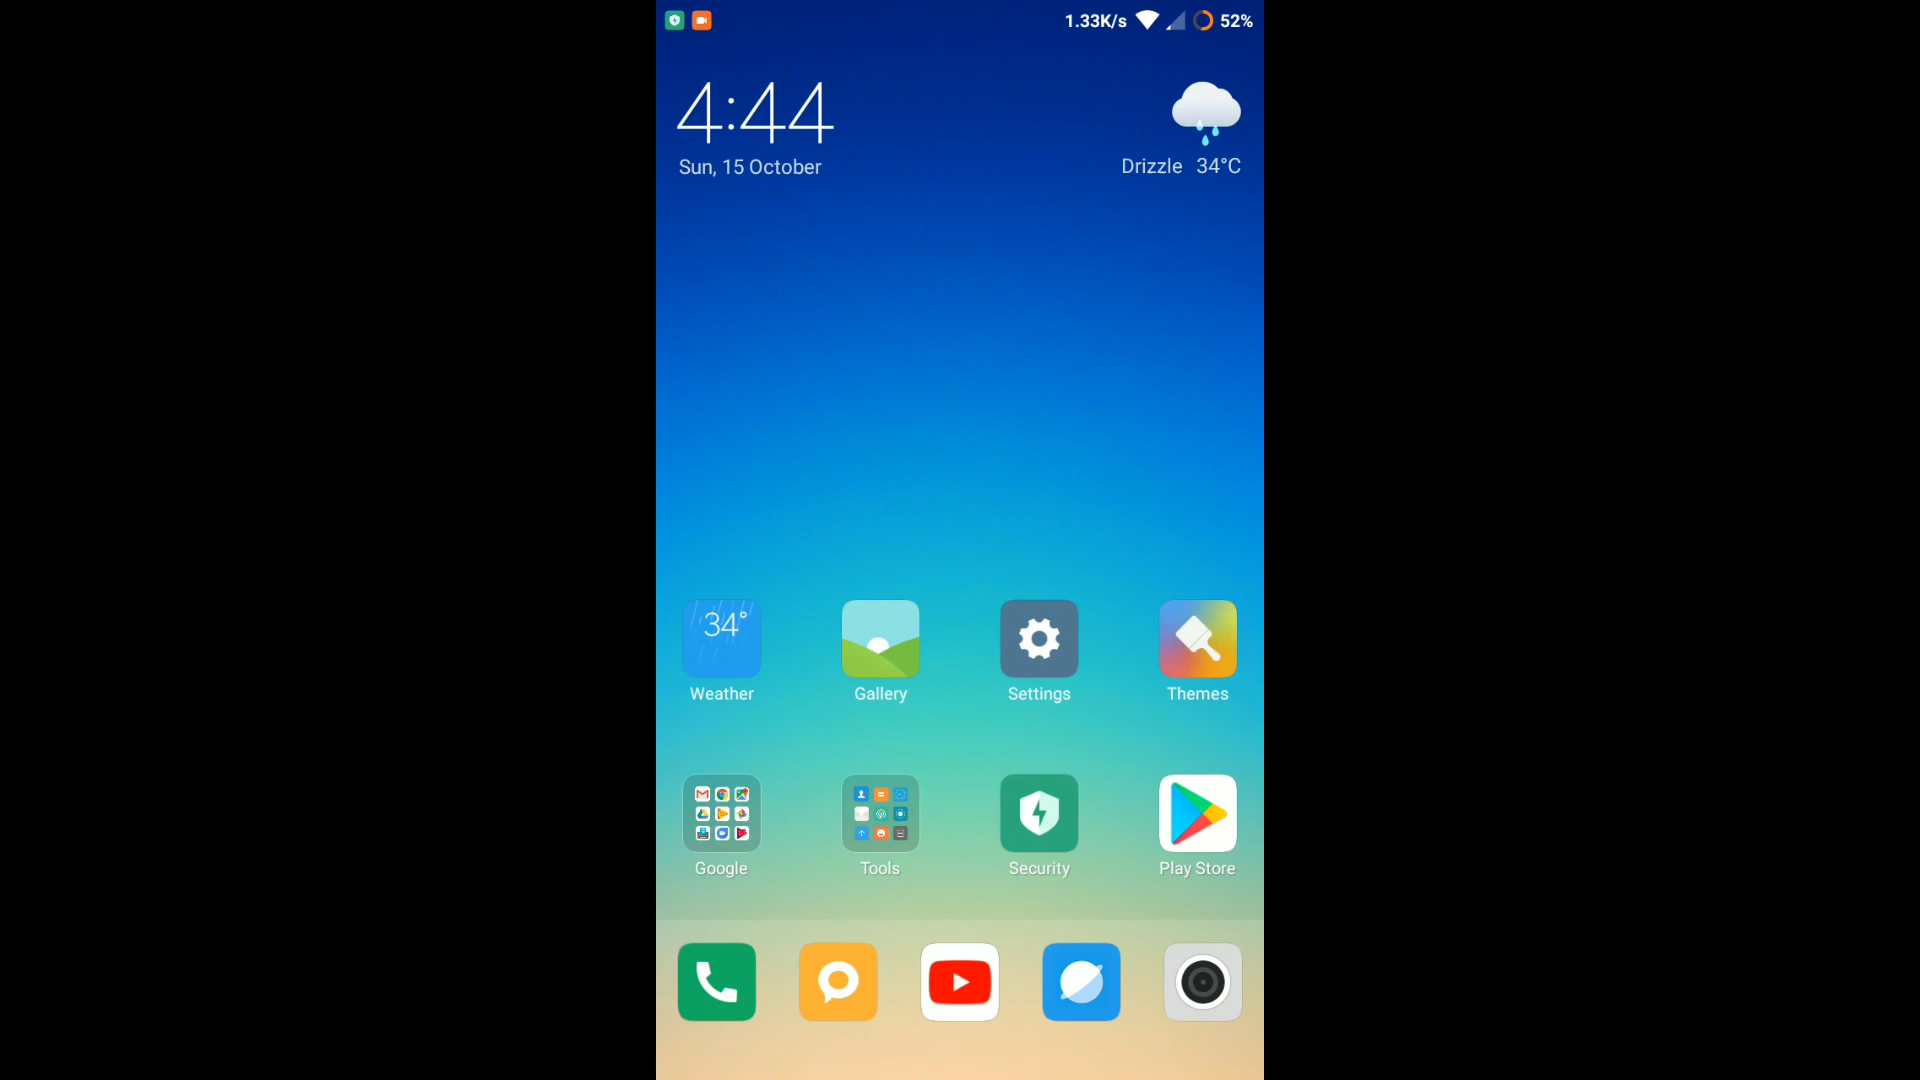 1.33K/s 52%
4:44
Sun, 15 October
Drizzle 34°C
34°
Weather Gallery Settings Themes
Google Tools Security Play Store